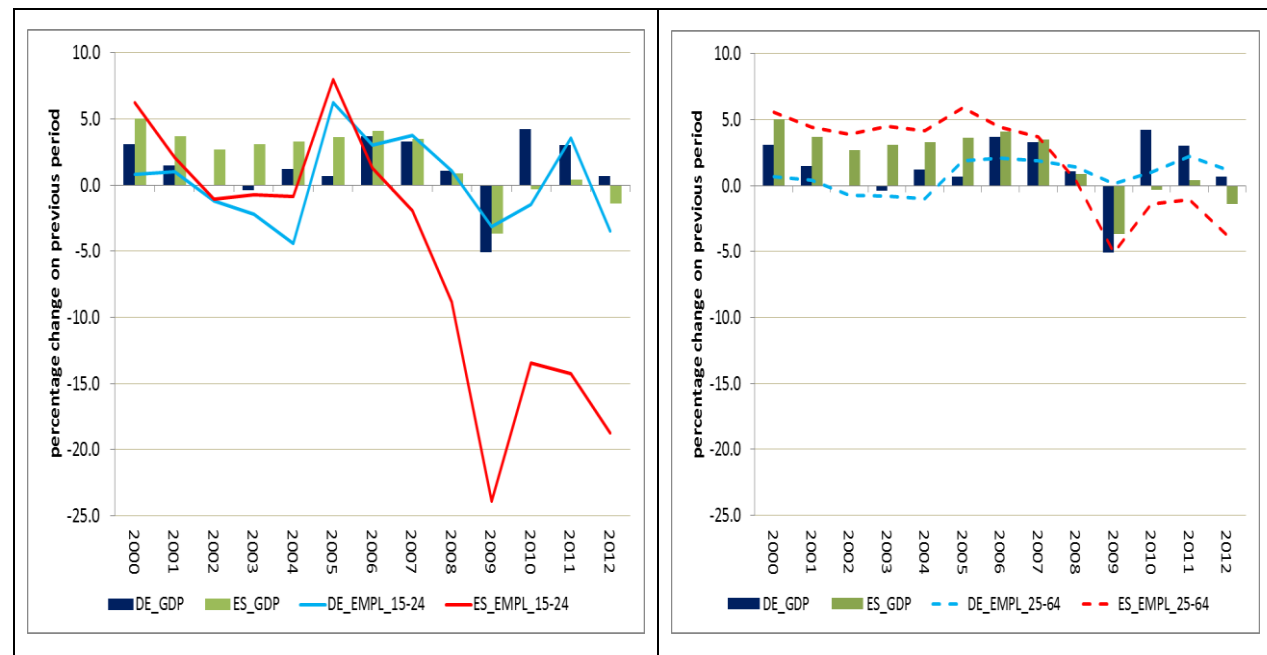 percentage change on previous period
10.0
5.0
0.0
-5.0
-10.0
-15.0
-20.0
-25.0
2000 2001 2002 2003 2004 2005 2006 2007 2008 2009 2010 2011 2012
DE_GDP ES_GDP DE_EMPL_15-24 ES_EMPL_15-24
percentage change on previous period
10.0
5.0
0.0
-5.0
-10.0
-15.0
-20.0
-25.0
2000 2001 2002 2003 2004 2005 2006 2007 2008 2009 2010 2011 2012
DE_GDP ES_GDP DE_EMPL_25-64 ES_EMPL_25-64